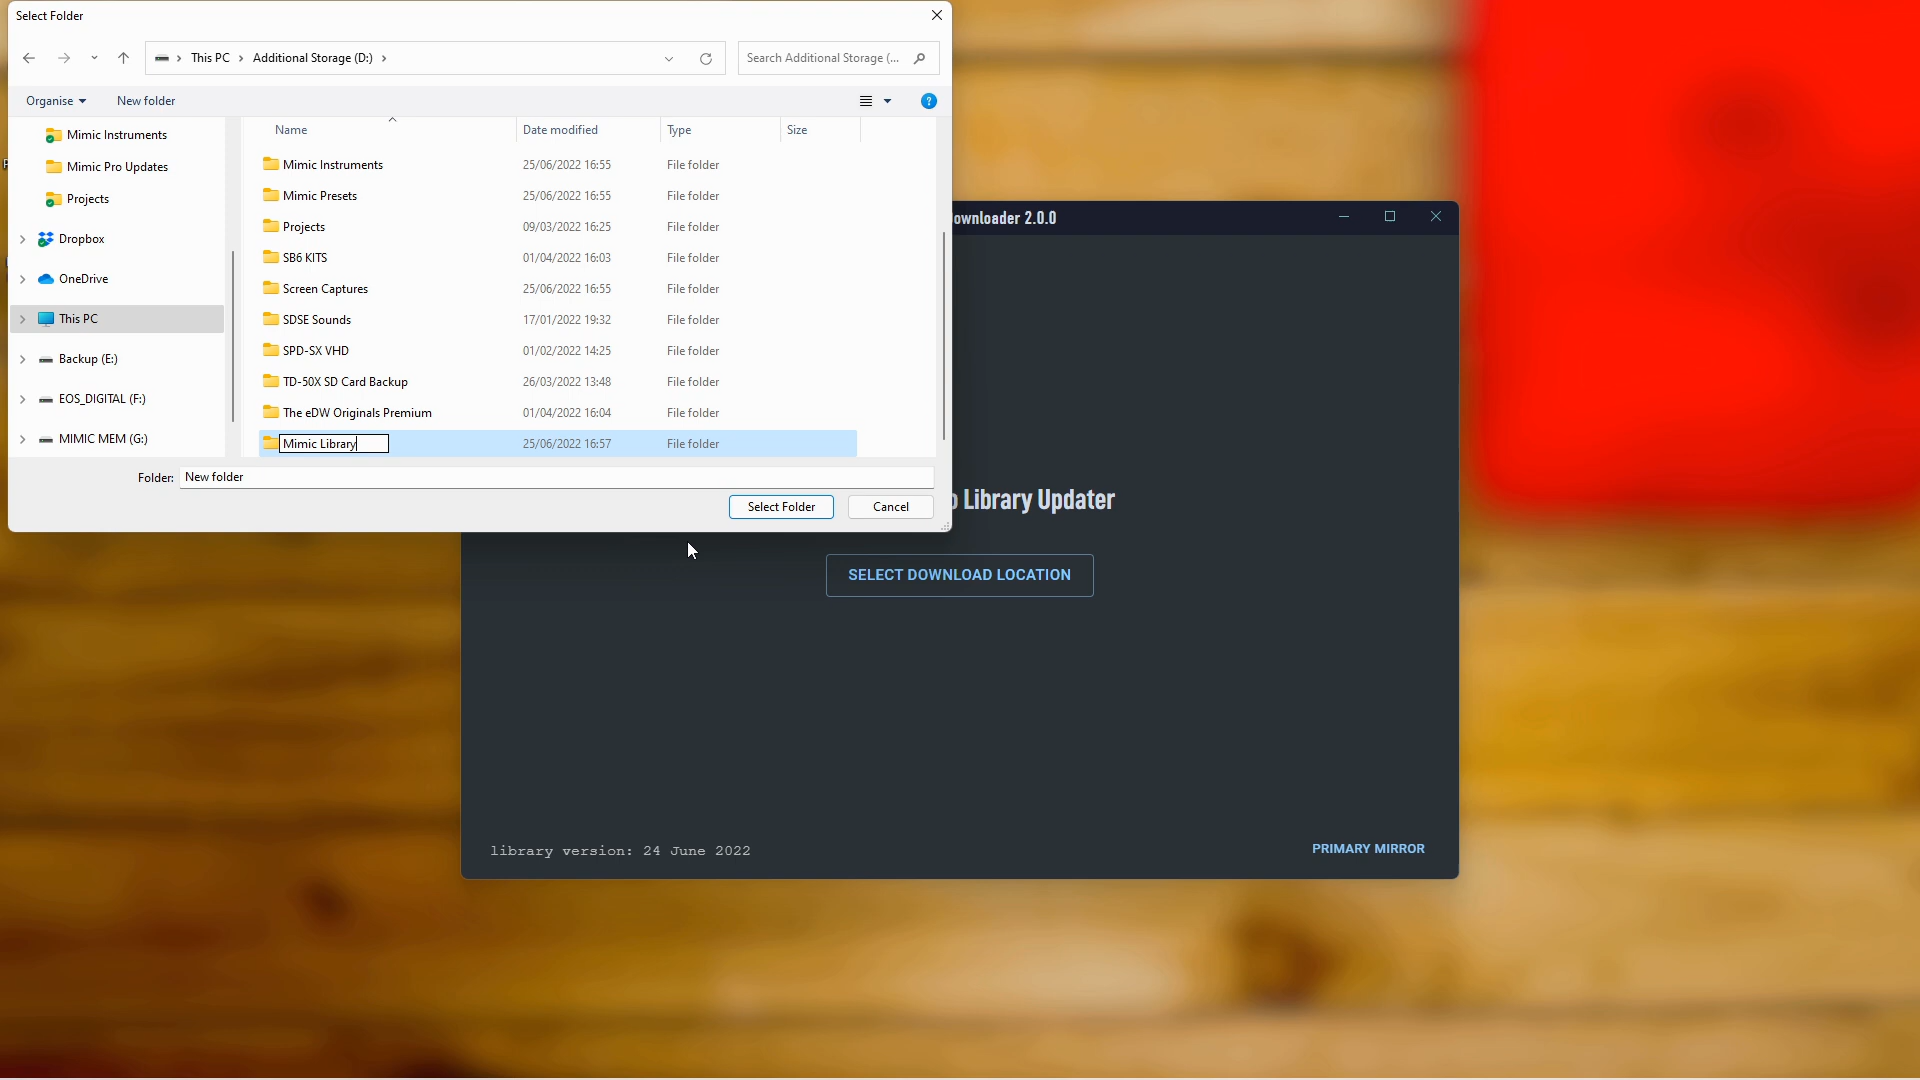 Select Folder
This PC > Additional Storage (D:) >
Search Additional Storage (...
Organise
New folder
Mimic Instruments
Mimic Pro Updates
Projects
Dropbox
OneDrive
This PC
Backup (E:)
EOS_DIGITAL (F:)
MIMIC MEM (G:)
Name Date modified Type Size
Mimic Instruments 25/06/2022 16:55 File folder
Mimic Presets 25/06/2022 16:55 File folder
Projects 09/03/2022 16:25 File folder
SB6 KITS 01/04/2022 16:03 File folder
Screen Captures 25/06/2022 16:55 File folder
SDSE Sounds 17/01/2022 19:32 File folder
SPD-SX VHD 01/02/2022 14:25 File folder
TD-50X SD Card Backup 26/03/2022 13:48 File folder
The eDW Originals Premium 01/04/2022 16:04 File folder
Mimic Library 25/06/2022 16:57 File folder
Folder: New folder
Select Folder
Cancel
ownloader 2.0.0
Library Updater
SELECT DOWNLOAD LOCATION
library version: 24 June 2022
PRIMARY MIRROR